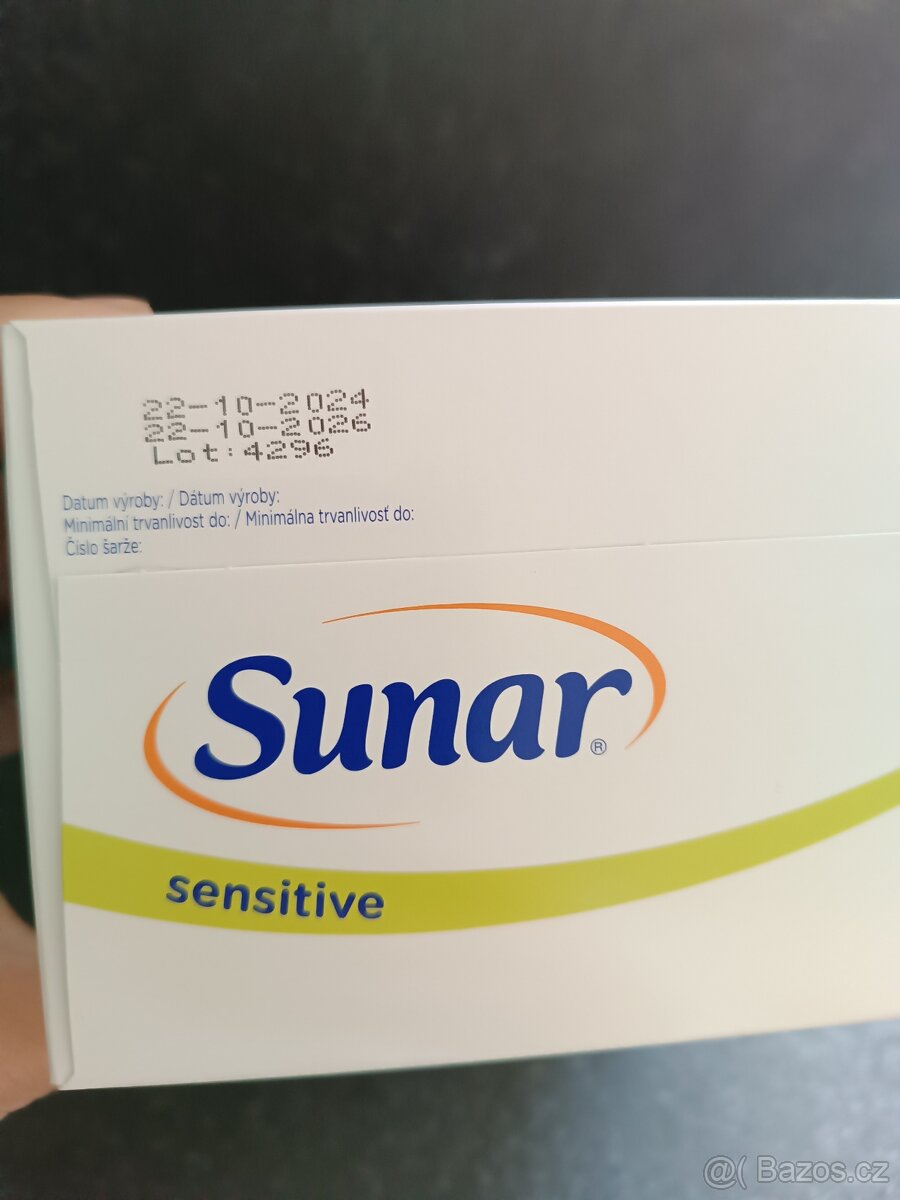 22-10-2024
22-10-2026
Lot:4296
Datum výroby: / Dátum výroby:
Minimální trvanlivost do: / Minimálna trvanlivosť do:
Číslo šarže:
Sunar®
sensitive
@( Bazos.cz